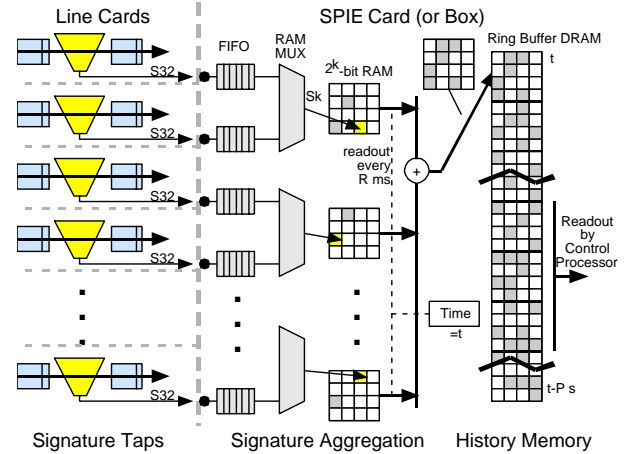 Line Cards
SPIE Card (or Box)
FIFO
RAM
MUX
2k-bit RAM
Ring Buffer DRAM
t
S32
Sk
S32
readout
every
R ms
+
S32
S32
Readout
by
Control
Processor
Time
=t
S32
t-P s
Signature Taps
Signature Aggregation
History Memory